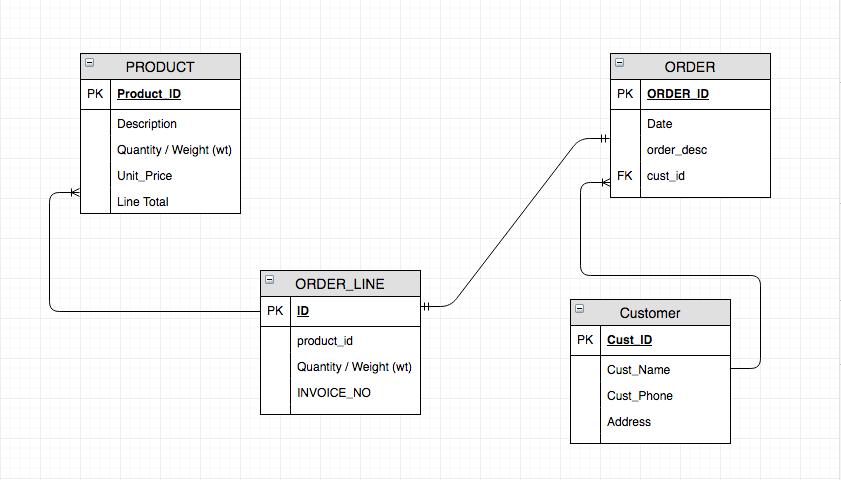 PRODUCT
PK Product_ID
Description
Quantity / Weight (wt)
Unit_Price
Line Total
ORDER
PK ORDER_ID
Date
order_desc
FK cust_id
ORDER_LINE
PK ID
product_id
Quantity / Weight (wt)
INVOICE_NO
Customer
PK Cust_ID
Cust_Name
Cust_Phone
Address